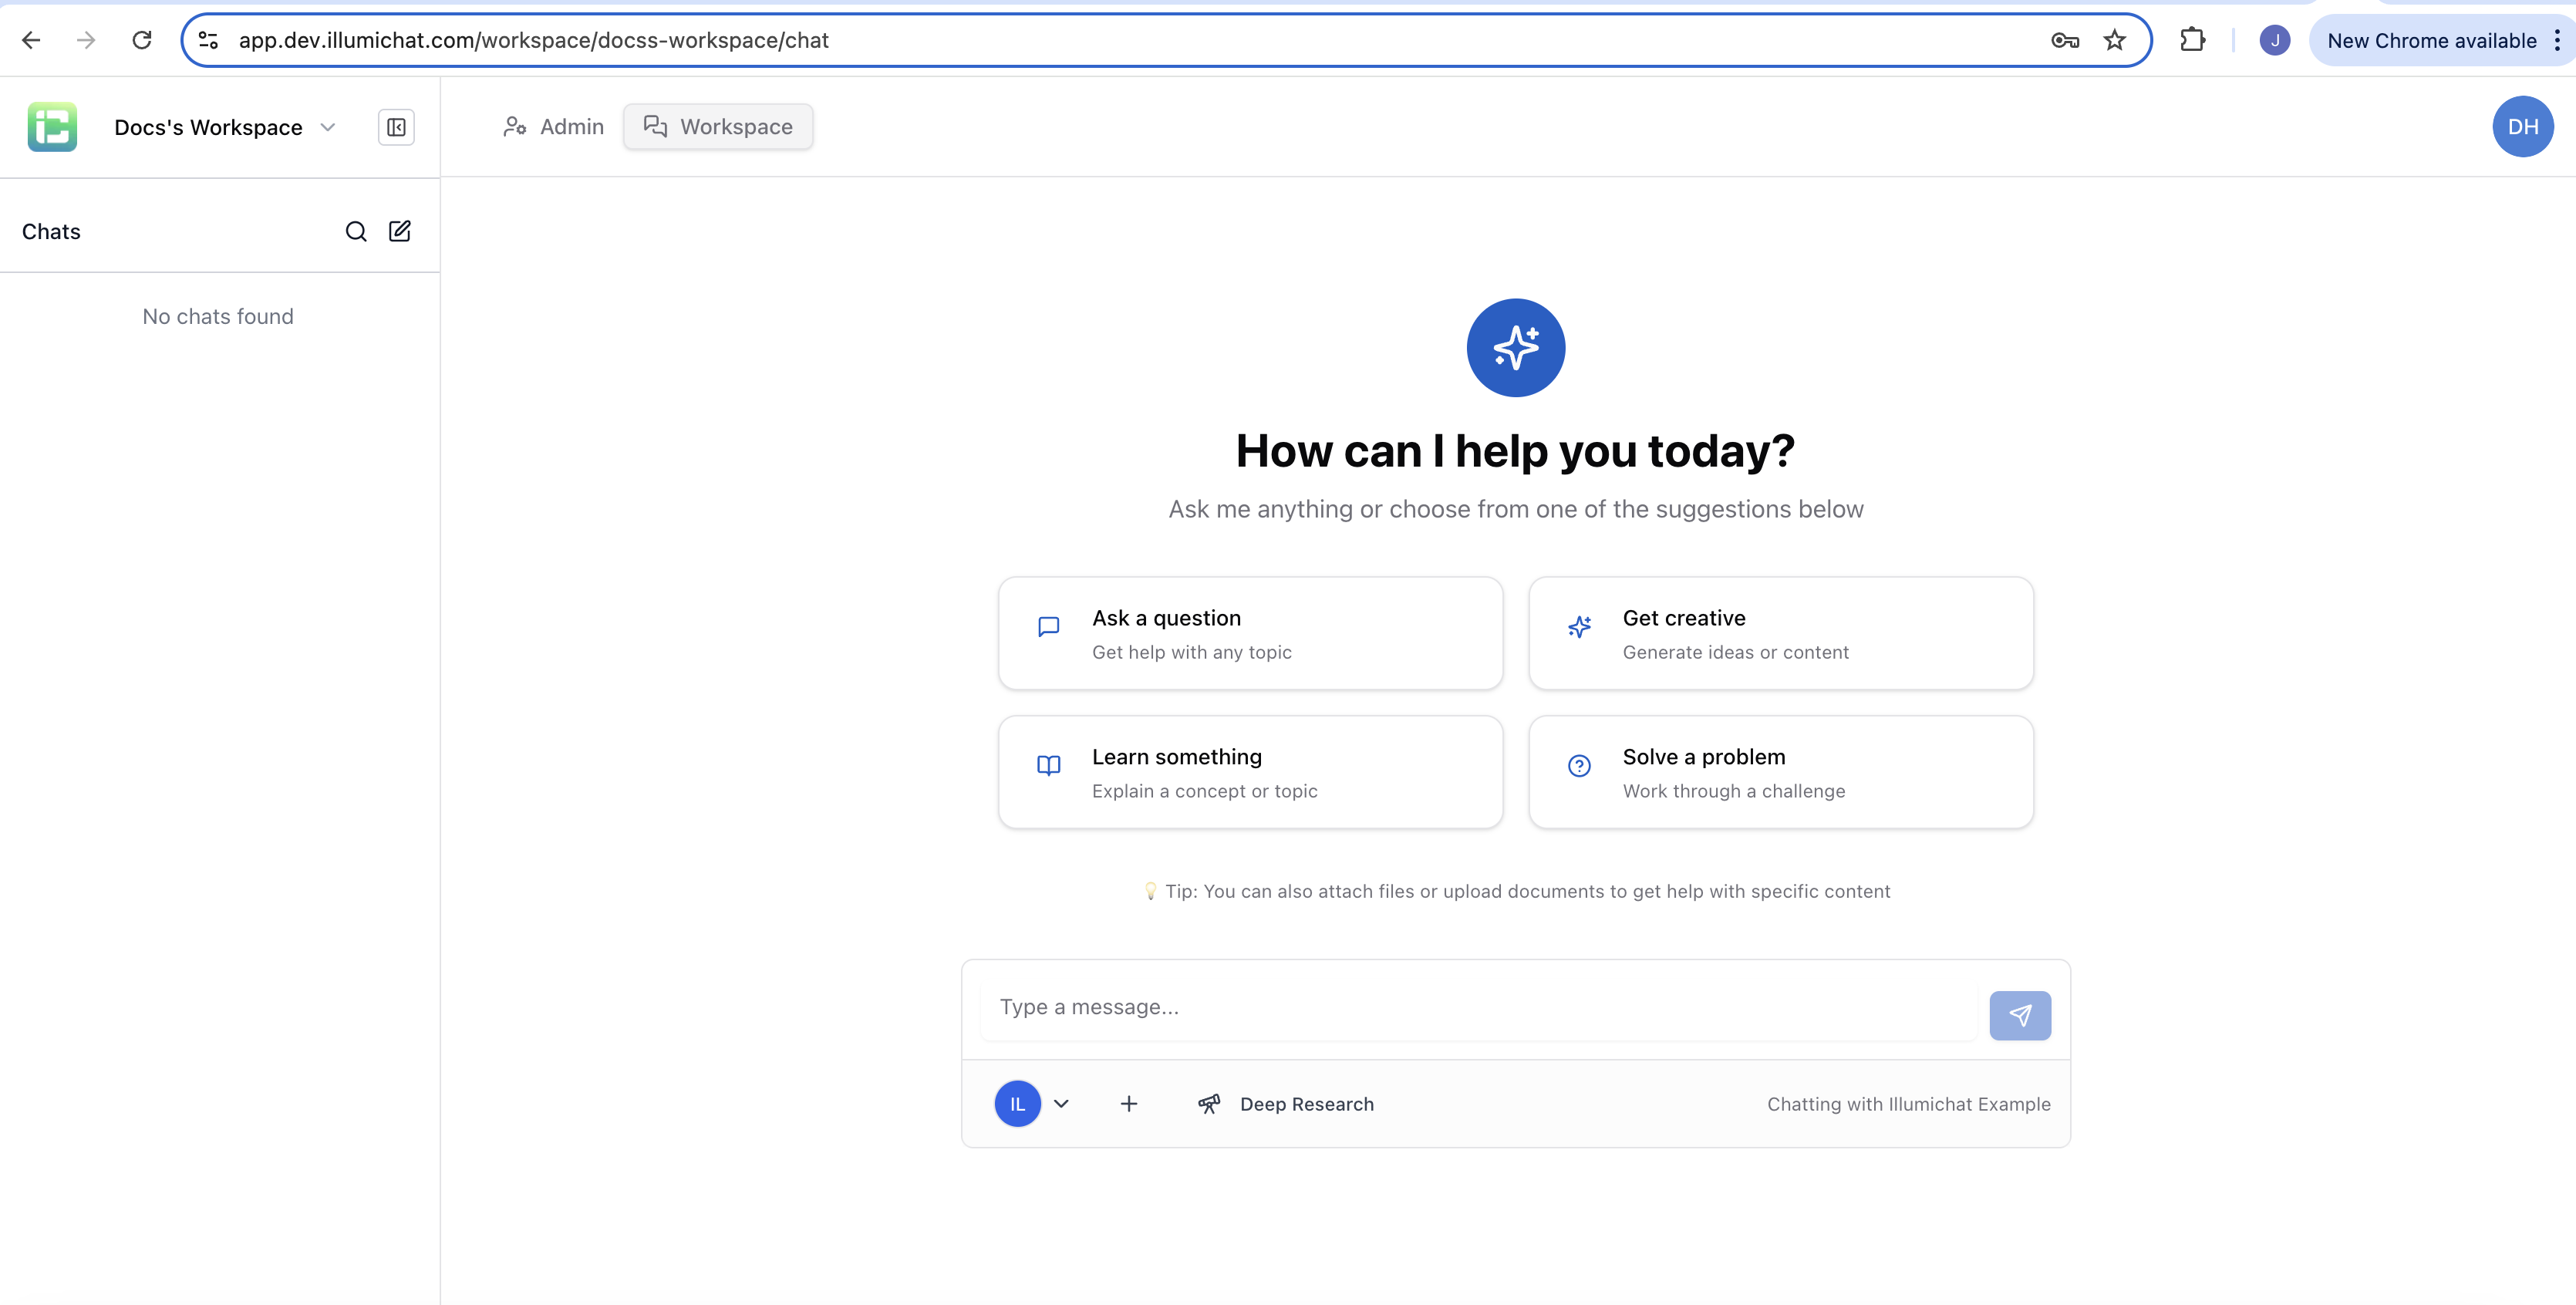 app.dev.illumichat.com/workspace/docss-workspace/chat
J
New Chrome available
Docs's Workspace
Admin
Workspace
DH
Chats
No chats found
How can I help you today?
Ask me anything or choose from one of the suggestions below
Ask a question
Get help with any topic
Get creative
Generate ideas or content
Learn something
Explain a concept or topic
Solve a problem
Work through a challenge
💡 Tip: You can also attach files or upload documents to get help with specific content
Type a message...
IL
Deep Research
Chatting with Illumichat Example